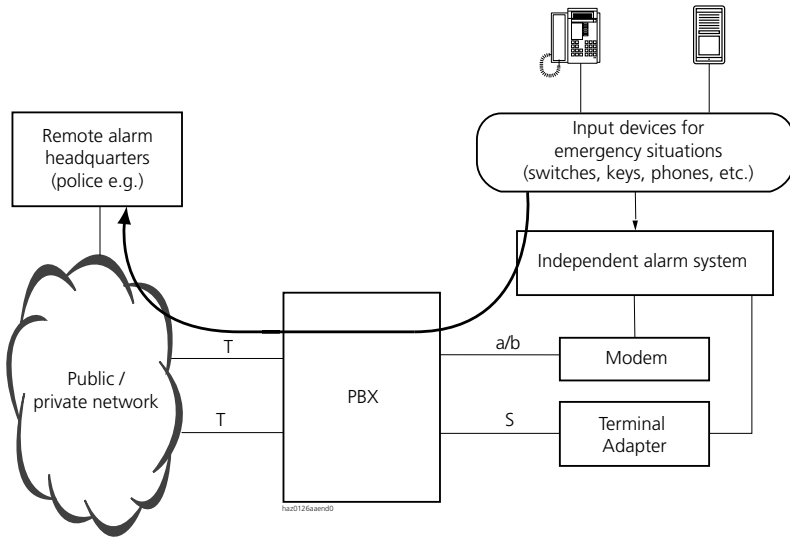 Remote alarm
headquarters
(police e.g.)
Input devices for
emergency situations
(switches, keys, phones, etc.)
Independent alarm system
T
a/b
Modem
Public /
private network
PBX
T
S
Terminal
Adapter
haz0126aaend0